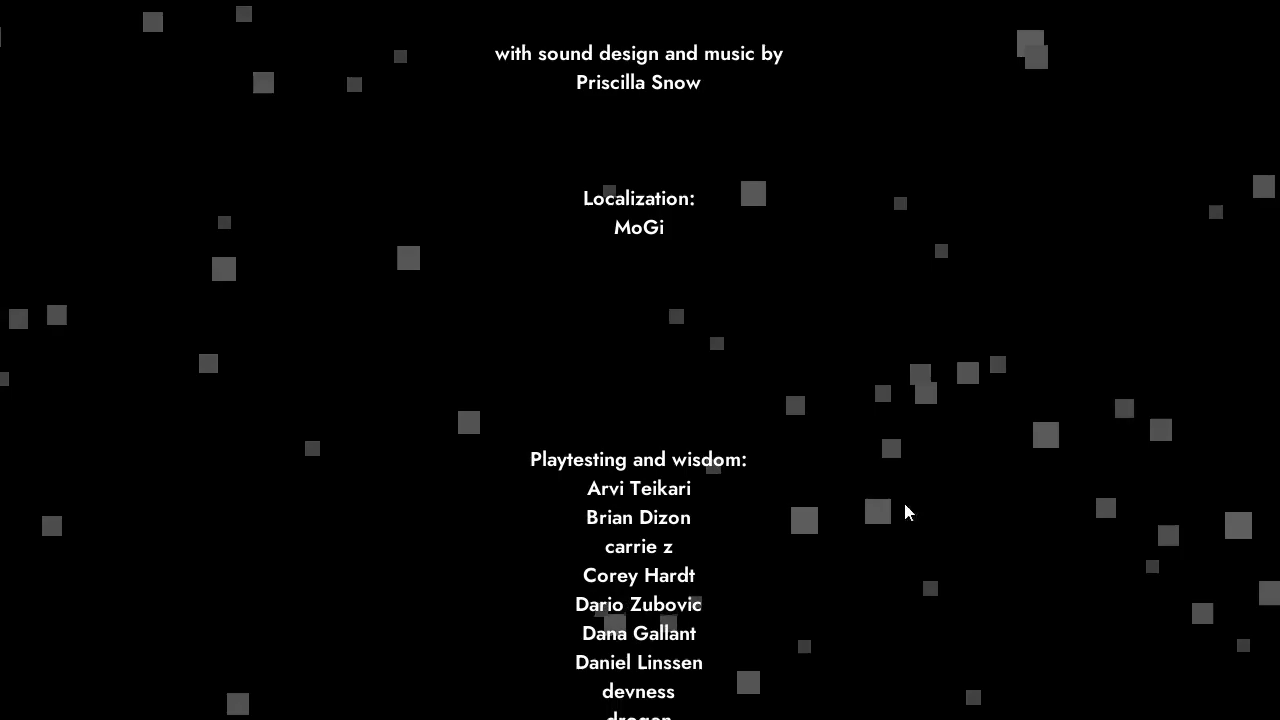 with sound design and music by
Priscilla Snow
Localization:
MoGi
Playtesting and wisdom:
Arvi Teikari
Brian Dizon
carrie z
Corey Hardt
Dario Zubovic
Dana Gallant
Daniel Linssen
devness